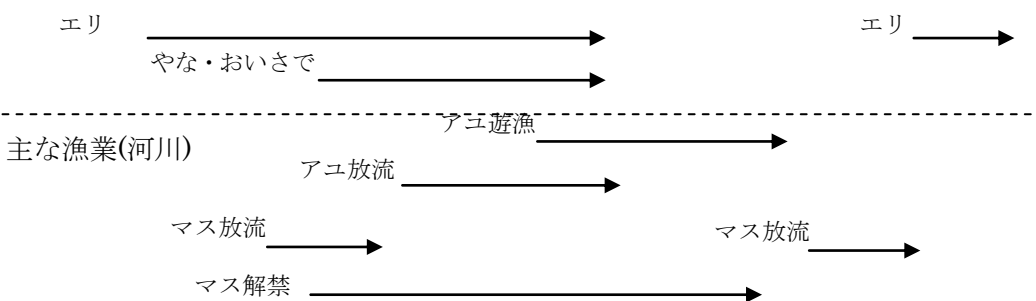 エリ エリ
やな・おいさで
アユ遊漁
主な漁業(河川)
アユ放流
マス放流 マス放流
マス解禁